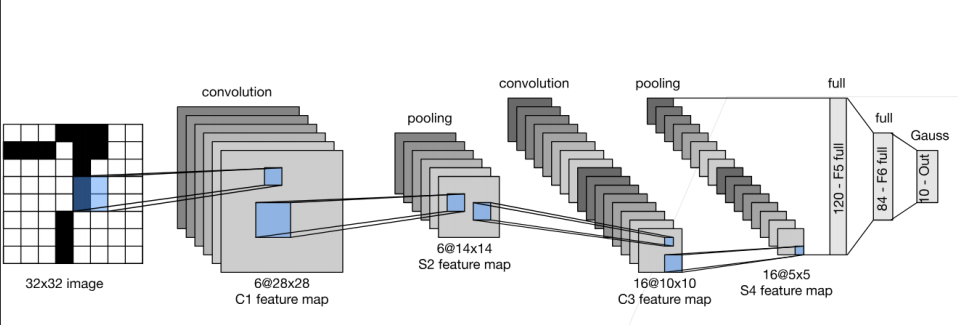 convolution
pooling
convolution
pooling
full
full
Gauss
120 - F5 full
84 - F6 full
10 - Out
32x32 image
6@28x28
C1 feature map
6@14x14
S2 feature map
16@10x10
C3 feature map
16@5x5
S4 feature map